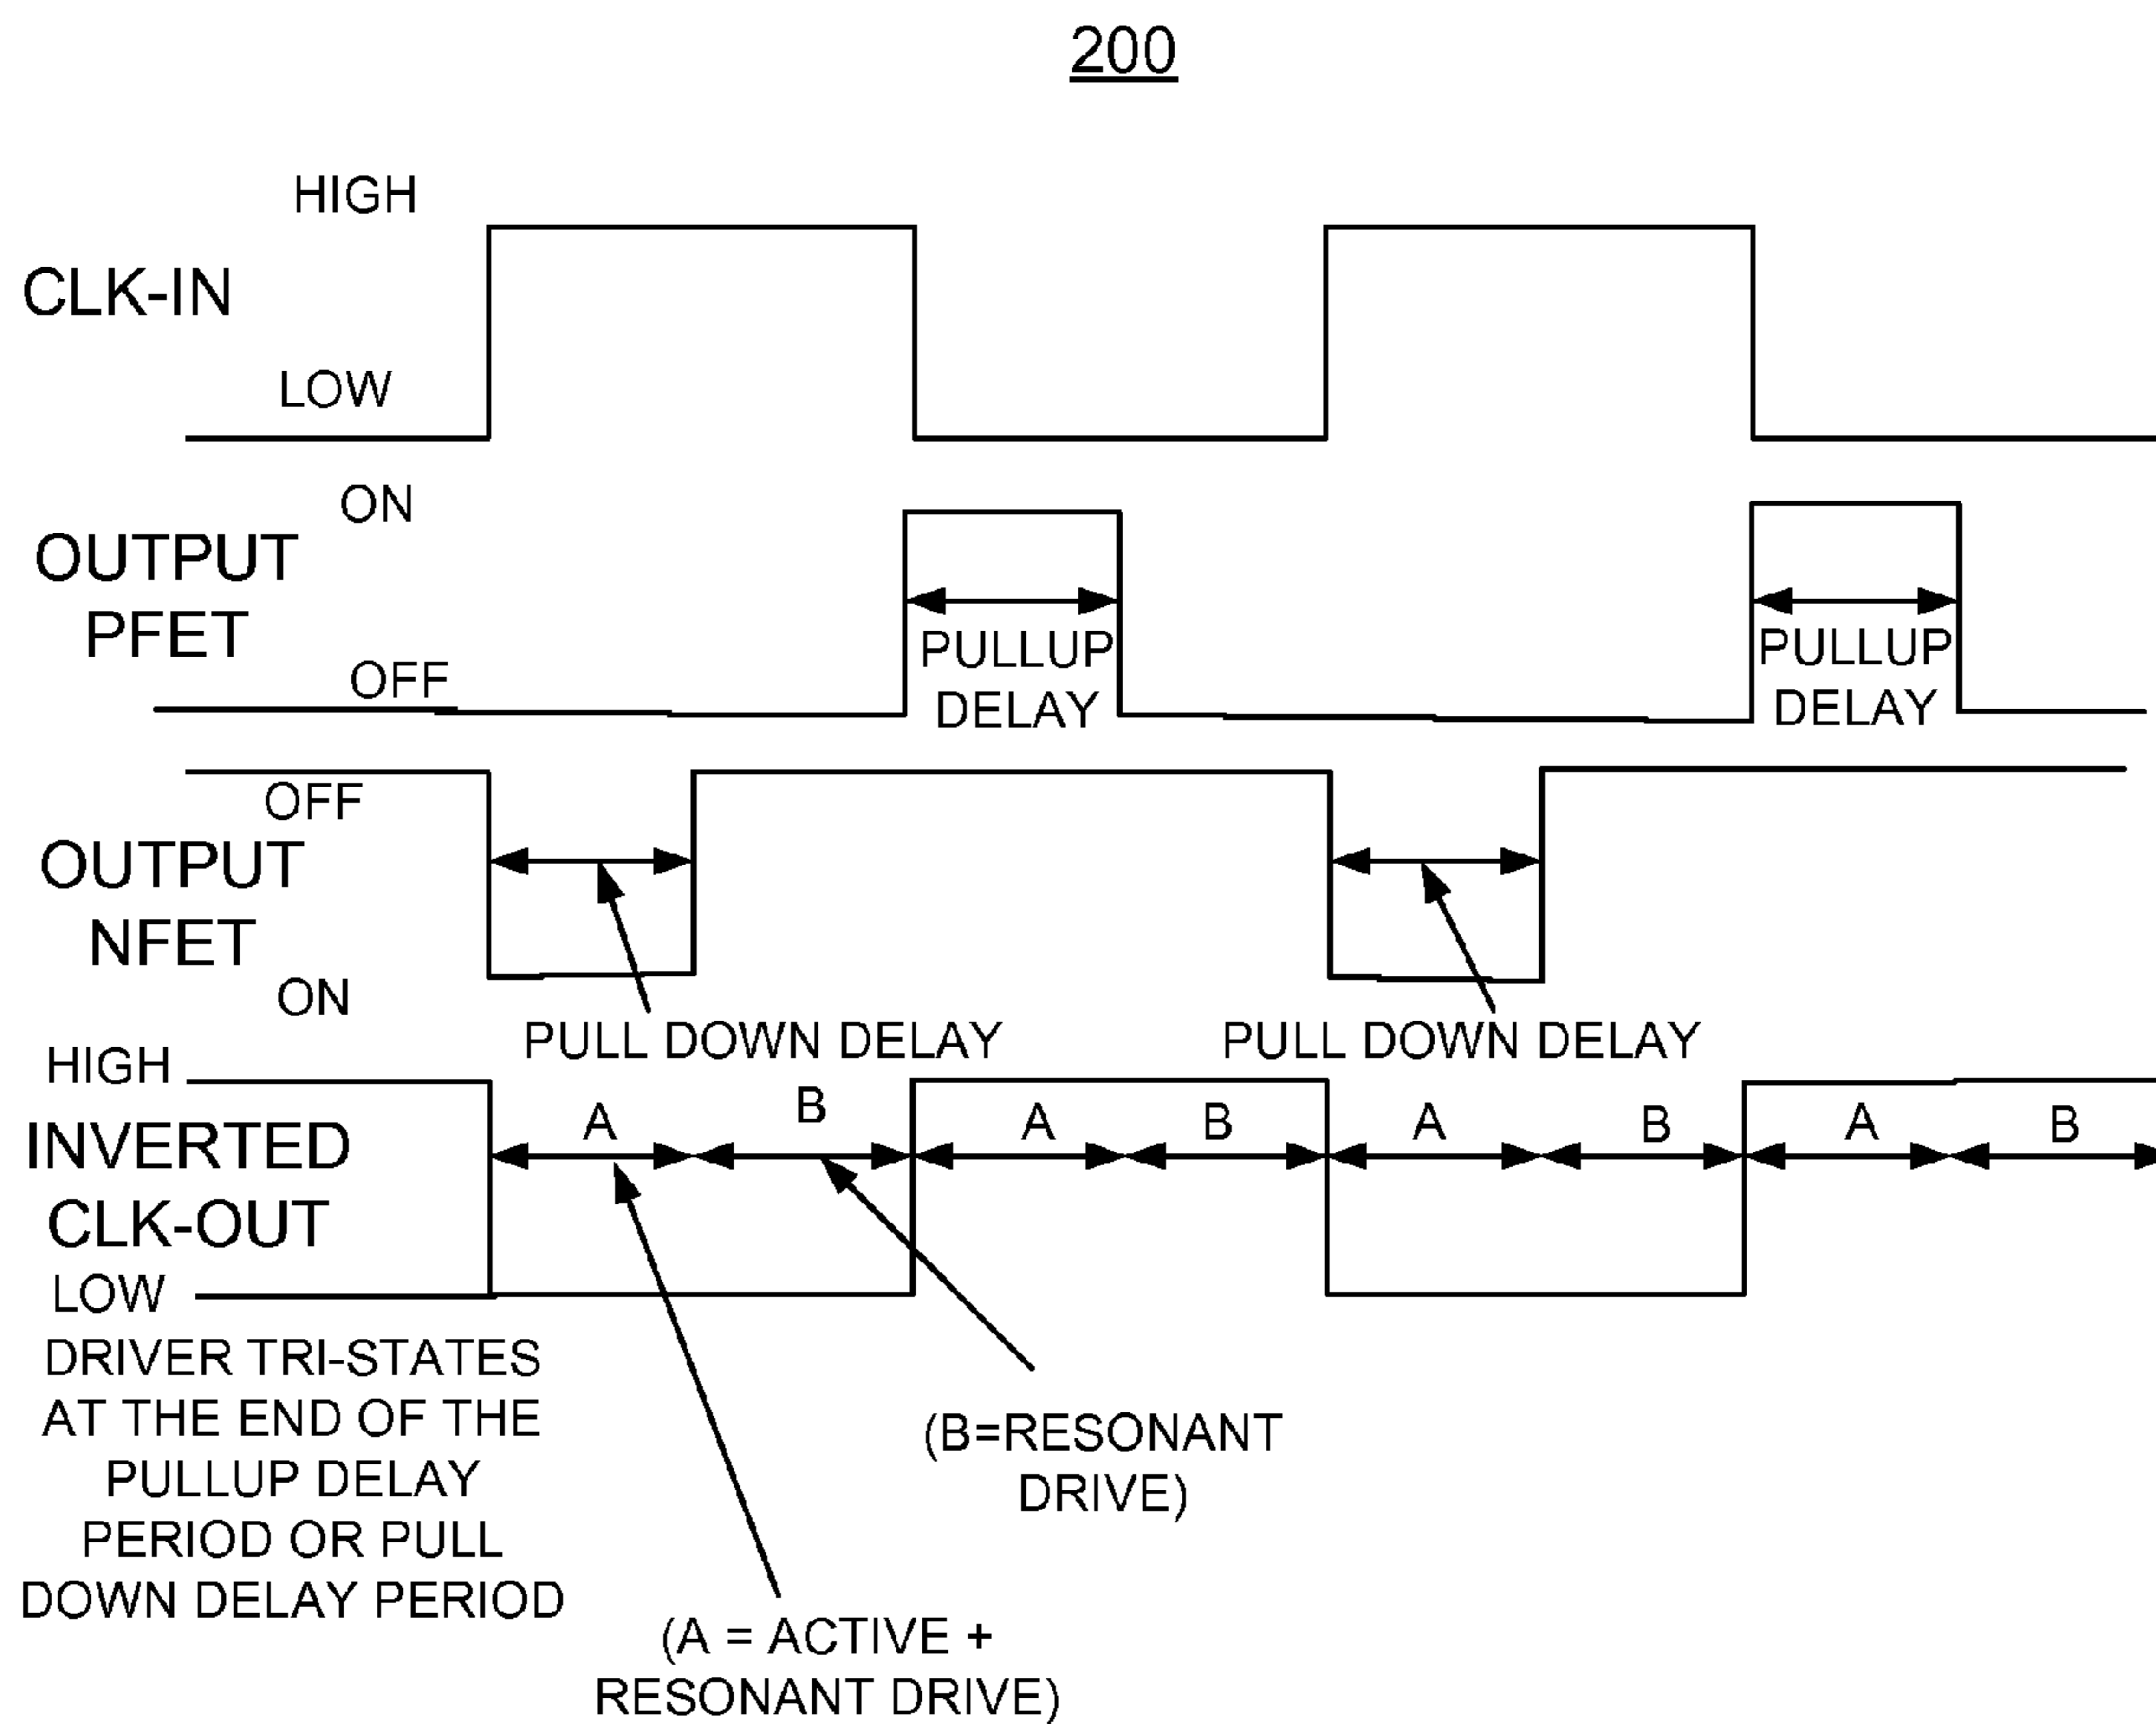 200
HIGH
CLK-IN
LOW
ON
OUTPUT
PFET
OFF
PULLUP
DELAY
PULLUP
DELAY
OFF
OUTPUT
NFET
ON
PULL DOWN DELAY
PULL DOWN DELAY
HIGH
INVERTED
CLK-OUT
LOW
A
B
A
B
A
B
A
B
DRIVER TRI-STATES
AT THE END OF THE
PULLUP DELAY
PERIOD OR PULL
DOWN DELAY PERIOD
(B=RESONANT
DRIVE)
(A = ACTIVE +
RESONANT DRIVE)